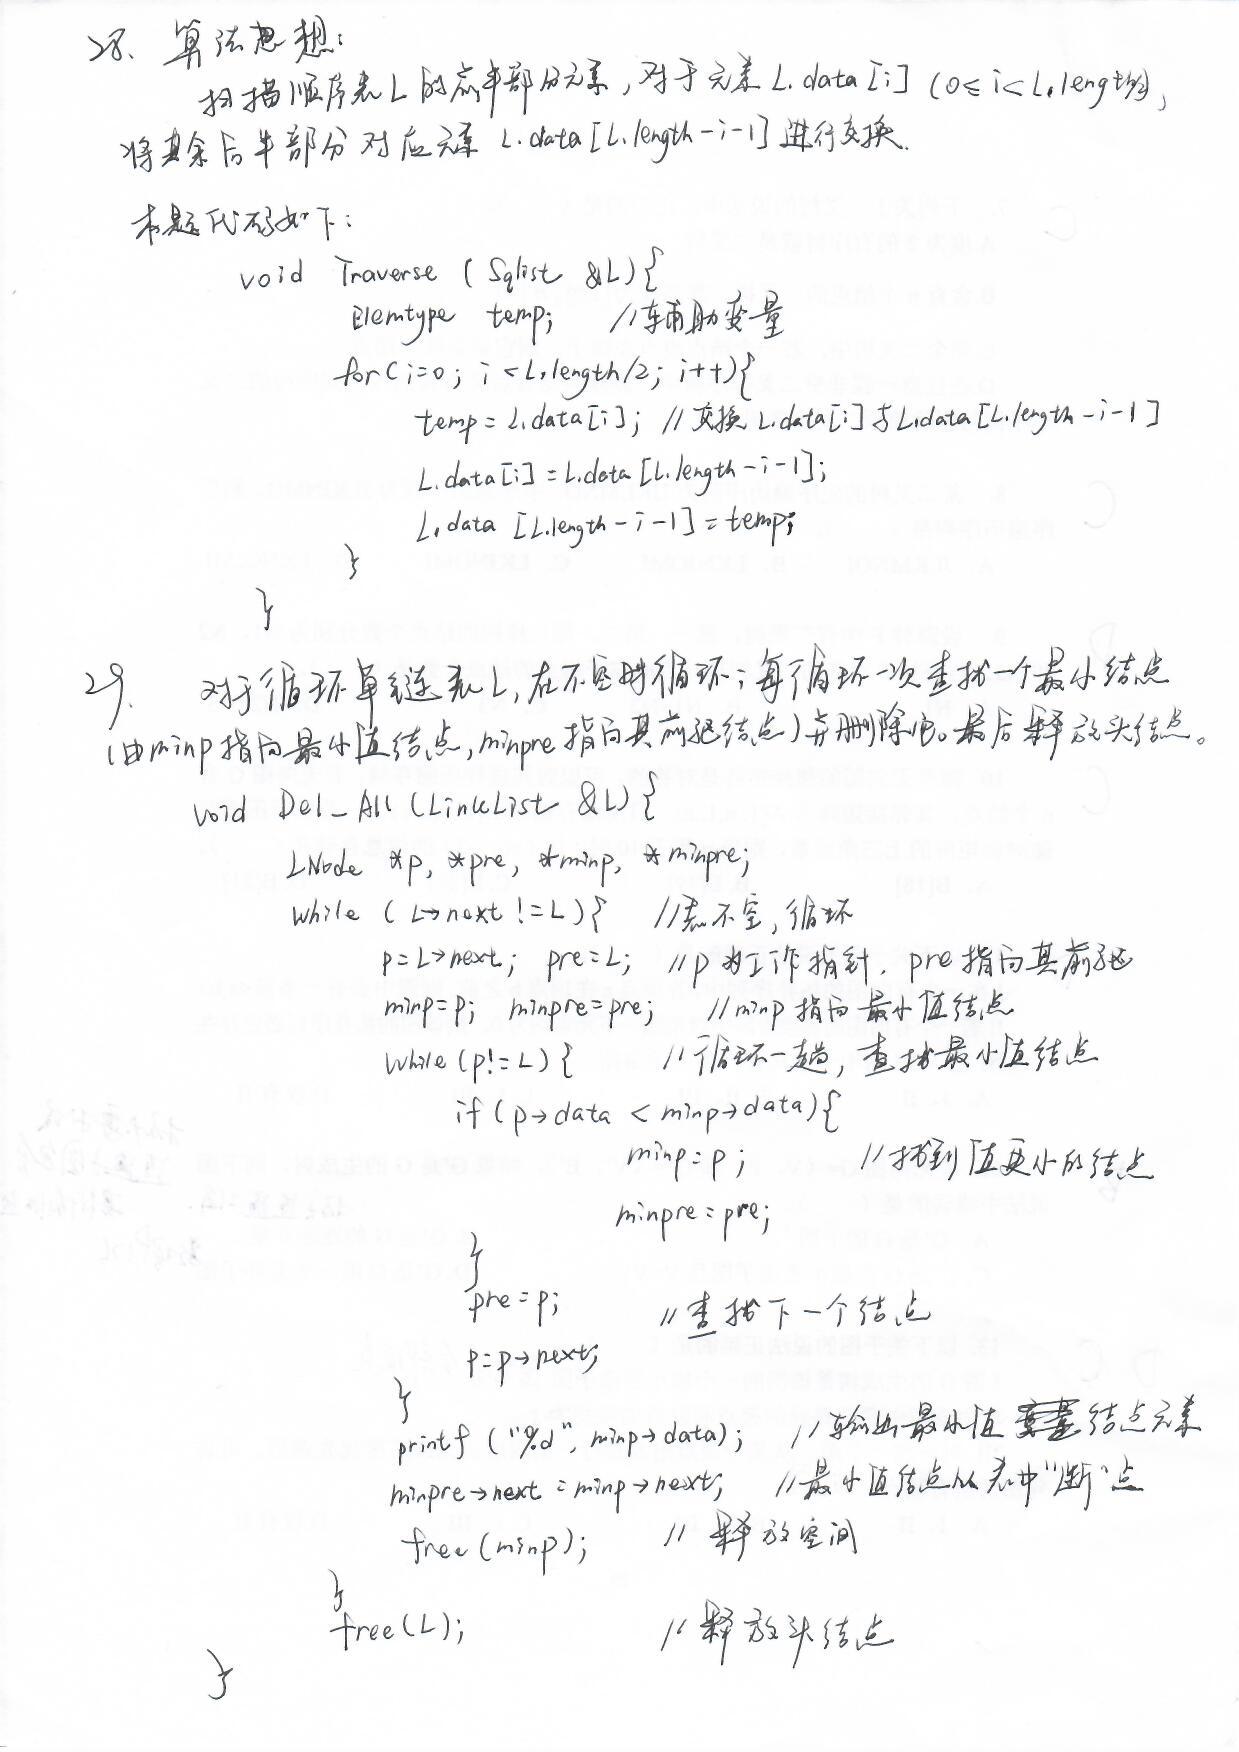 28、算法思想：
扫描顺序表L的前半部分元素，对于元素 L.data[i] (0≤i<L.length/2),
将其余后半部分对应元素 L.data[L.length-i-1]进行交换.
本题代码如下：
void Traverse ( Sqlist &L){
Elemtype temp; //辅助变量
for(i=0; i<L.length/2; i++){
temp=L.data[i]; //交换L.data[i]与L.data[L.length-i-1]
L.data[i]=L.data[L.length-i-1];
L.data [L.length-i-1]=temp;
}
}
29、对于循环单链表L,在不空时循环；每循环一次查找一个最小结点
(由minp指向最小值结点,minpre指向其前驱结点)并删除它。最后释放头结点。
void Del_All (LinkList &L){
LNode *p, *pre, *minp, *minpre;
while ( L->next !=L){ //表不空,循环
p=L->next; pre=L; //p为工作指针. pre指向其前驱
minp=p; minpre=pre; //minp指向最小值结点
while(p!=L){ //循环一趟，查找最小值结点
if(p->data < minp->data){
minp=p; //找到值更小的结点
minpre=pre;
}
pre=p; //查找下一个结点
p=p->next;
}
printf ("%d", minp->data); //输出最小值结点元素
minpre->next=minp->next; //最小值结点从表中"断"点
free(minp); //释放空间
}
free(L); //释放头结点
}